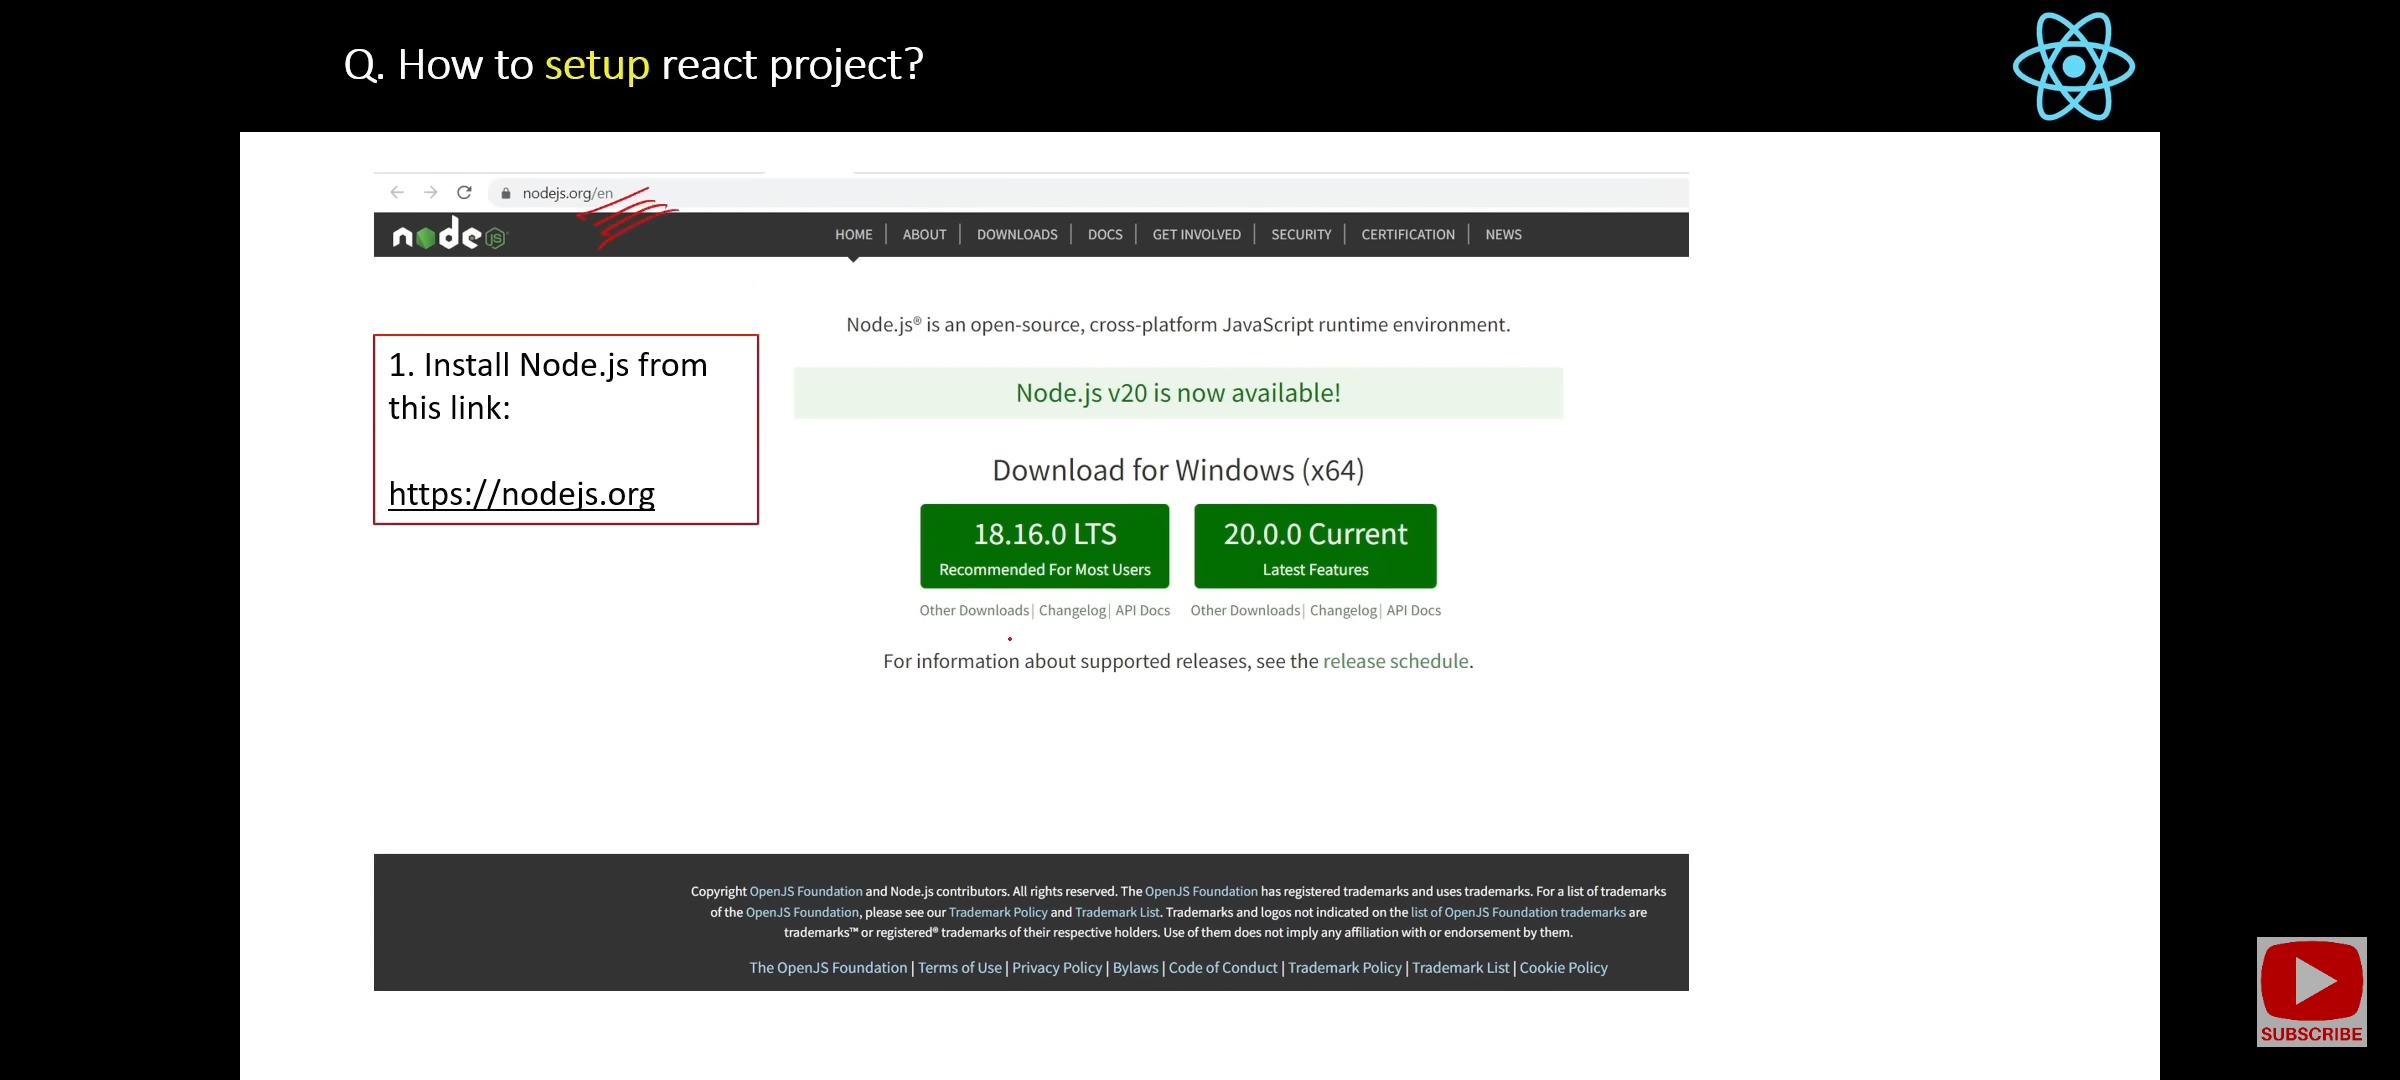 Q. How to setup react project?
nodejs.org/en
node JS
HOME | ABOUT | DOWNLOADS | DOCS | GET INVOLVED | SECURITY | CERTIFICATION | NEWS
Node.js® is an open-source, cross-platform JavaScript runtime environment.
1. Install Node.js from
this link:
https://nodejs.org
Node.js v20 is now available!
Download for Windows (x64)
18.16.0 LTS
Recommended For Most Users
20.0.0 Current
Latest Features
Other Downloads | Changelog | API Docs
Other Downloads | Changelog | API Docs
For information about supported releases, see the release schedule.
Copyright OpenJS Foundation and Node.js contributors. All rights reserved. The OpenJS Foundation has registered trademarks and uses trademarks. For a list of trademarks
of the OpenJS Foundation, please see our Trademark Policy and Trademark List. Trademarks and logos not indicated on the list of OpenJS Foundation trademarks are
trademarks™ or registered® trademarks of their respective holders. Use of them does not imply any affiliation with or endorsement by them.
The OpenJS Foundation | Terms of Use | Privacy Policy | Bylaws | Code of Conduct | Trademark Policy | Trademark List | Cookie Policy
SUBSCRIBE